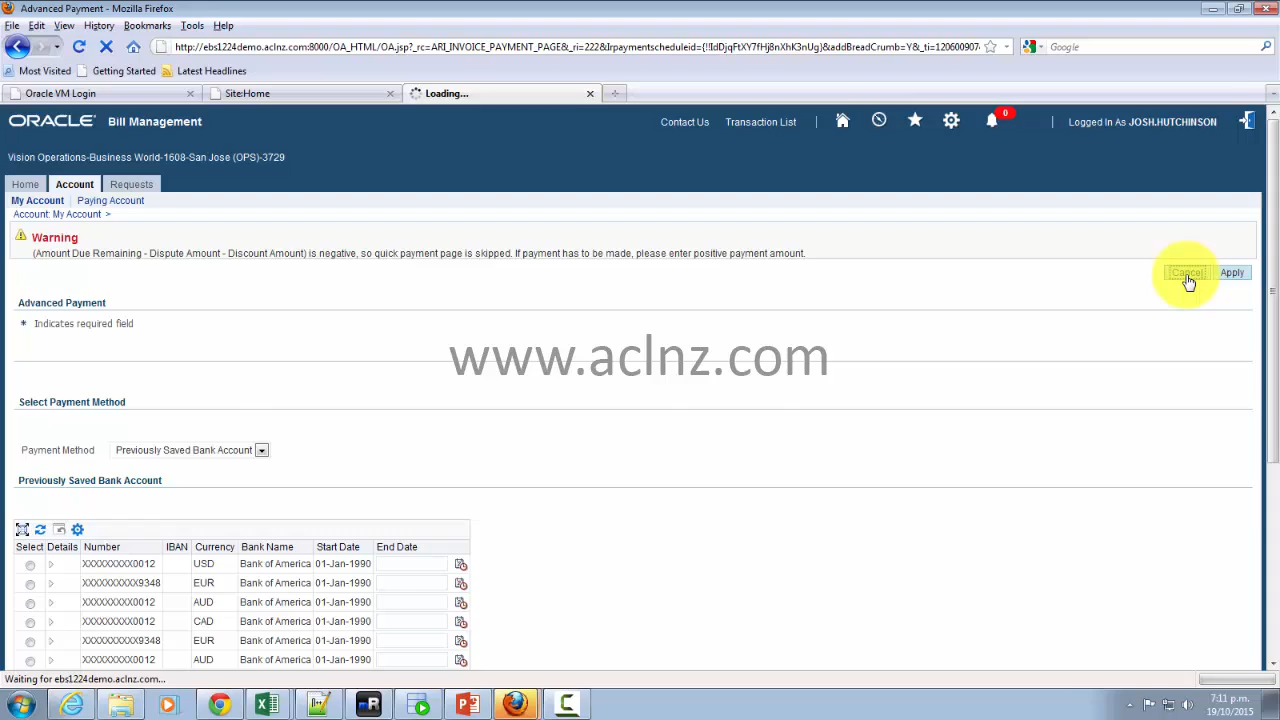 Advanced Payment - Mozilla Firefox
File Edit View History Bookmarks Tools Help
http://ebs1224demo.aclnz.com:8000/OA_HTML/OA.jsp?_rc=ARI_INVOICE_PAYMENT_PAGE&_ri=222&Irpaymentscheduleid={!!IdDjqFtXY7fHj8nXhK3nUg}&addBreadCrumb=Y&_ti=1206009074
Google
Most Visited Getting Started Latest Headlines
Oracle VM Login
Site:Home
Loading...
ORACLE Bill Management
Contact Us Transaction List
0
Logged In As JOSH.HUTCHINSON
Vision Operations-Business World-1608-San Jose (OPS)-3729
Home Account Requests
My Account Paying Account
Account: My Account >
Warning
(Amount Due Remaining - Dispute Amount - Discount Amount) is negative, so quick payment page is skipped. If payment has to be made, please enter positive payment amount.
Cancel Apply
Advanced Payment
* Indicates required field
www.aclnz.com
Select Payment Method
Payment Method Previously Saved Bank Account
Previously Saved Bank Account
Select Details Number IBAN Currency Bank Name Start Date End Date
XXXXXXXXX0012 USD Bank of America 01-Jan-1990
XXXXXXXXX9348 EUR Bank of America 01-Jan-1990
XXXXXXXXX0012 AUD Bank of America 01-Jan-1990
XXXXXXXXX0012 CAD Bank of America 01-Jan-1990
XXXXXXXXX9348 EUR Bank of America 01-Jan-1990
XXXXXXXXX0012 AUD Bank of America 01-Jan-1990
Waiting for ebs1224demo.aclnz.com...
7:11 p.m.
19/10/2015